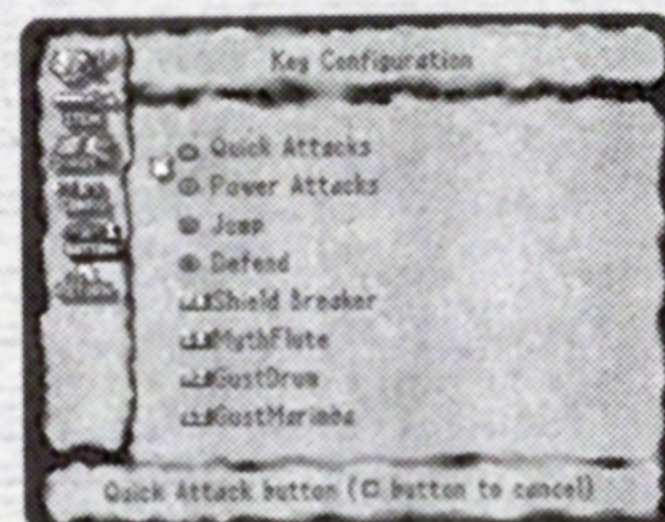 Key Configuration
Quick Attacks
Power Attacks
Jump
Defend
Shield Breaker
MythFlute
GustDrum
GustMarimba
Quick Attack button (□ button to cancel)